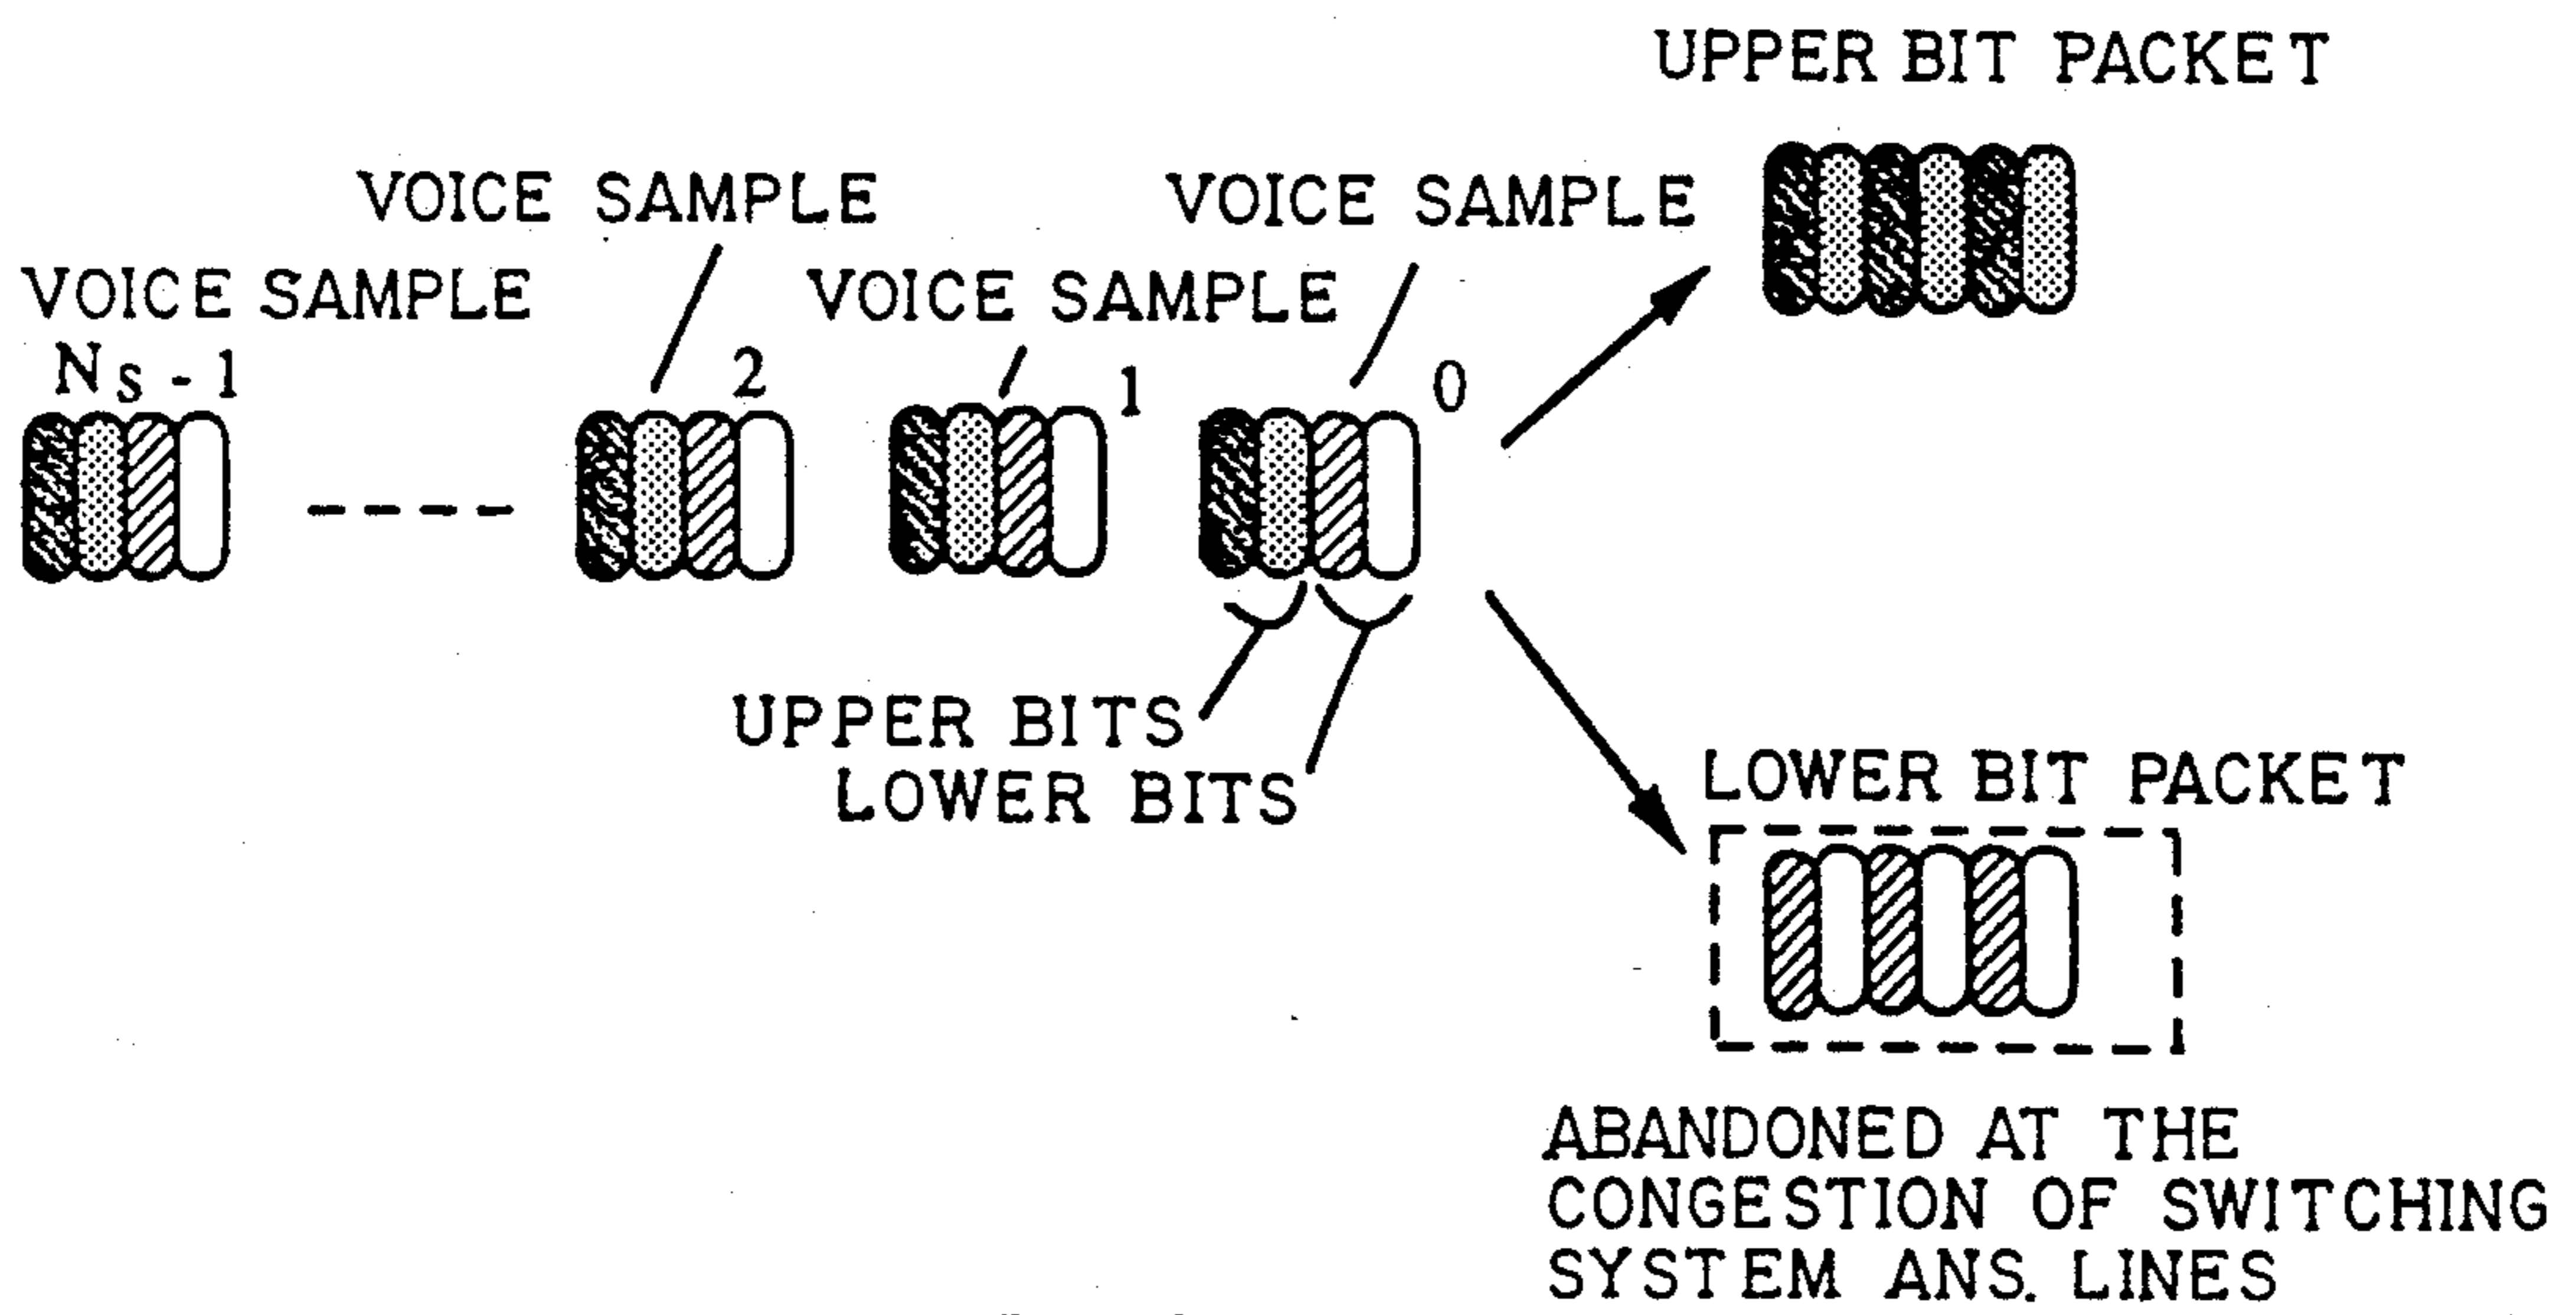 UPPER BIT PACKET
VOICE SAMPLE
VOICE SAMPLE
VOICE SAMPLE
VOICE SAMPLE
NS - 1
2
1
0
UPPER BITS
LOWER BITS
LOWER BIT PACKET
ABANDONED AT THE
CONGESTION OF SWITCHING
SYSTEM ANS. LINES